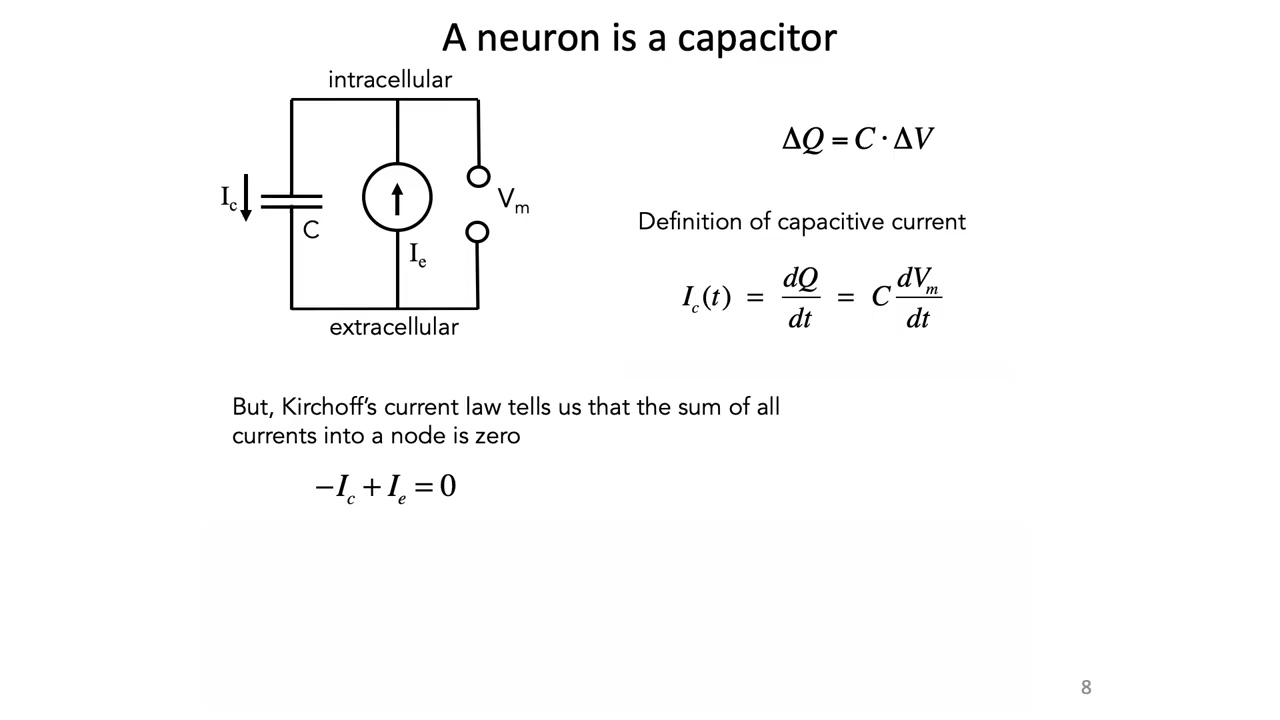 A neuron is a capacitor
intracellular
ΔQ = C · ΔV
I_c
C
V_m
I_e
extracellular
Definition of capacitive current
I_c(t) = dQ/dt = C dV_m/dt
But, Kirchoff's current law tells us that the sum of all
currents into a node is zero
−I_c + I_e = 0
8